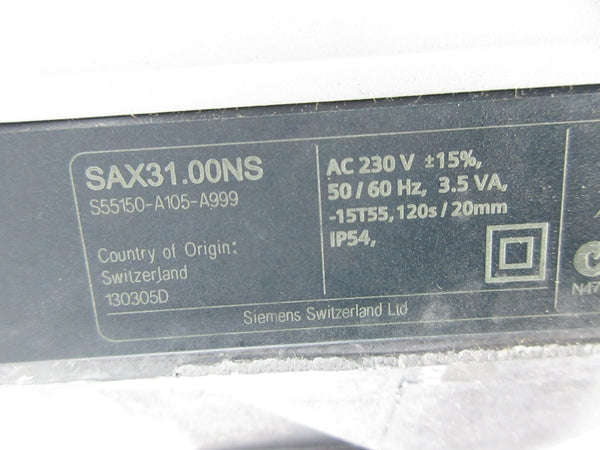 SAX31.00NS
S55150-A105-A999
Country of Origin:
Switzerland
130305D
AC 230 V ±15%,
50 / 60 Hz, 3.5 VA,
-15T55, 120s / 20mm
IP54,
Siemens Switzerland Ltd
N47